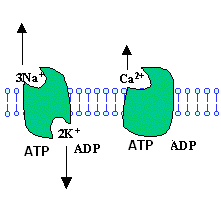 3Na⁺ Ca²⁺
2K⁺
ATP ADP ATP ADP